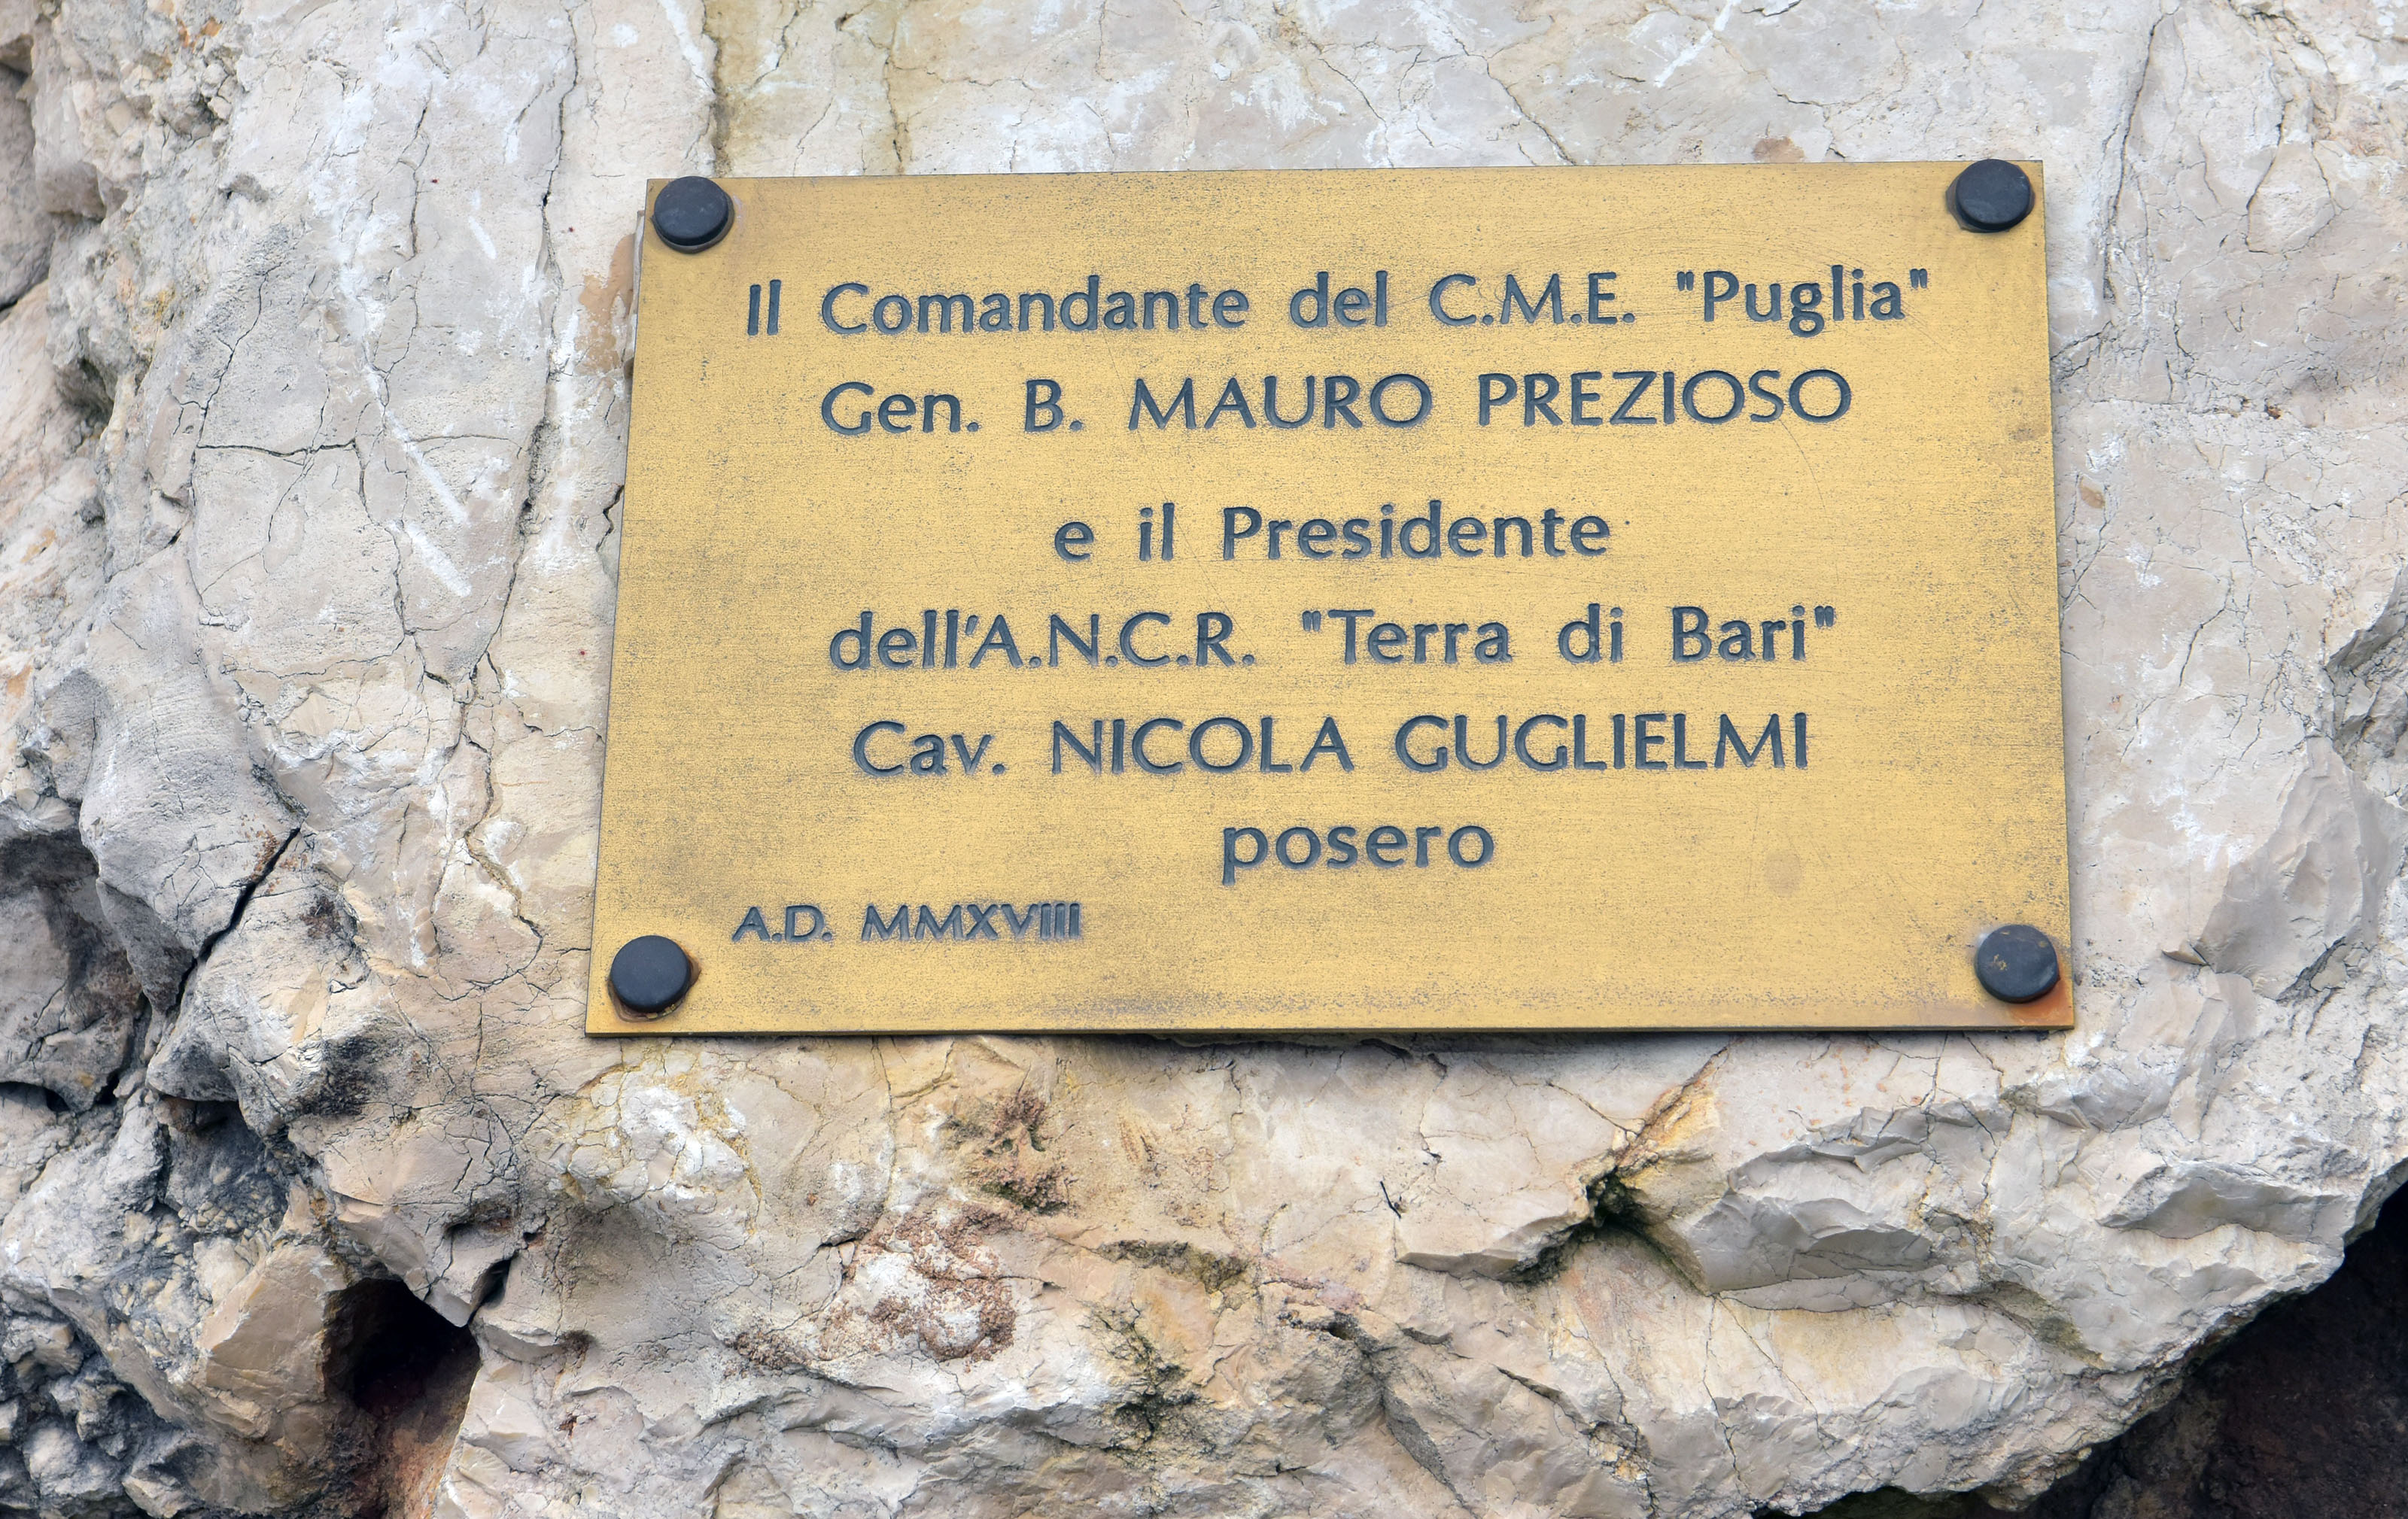 Il Comandante del C.M.E. "Puglia"
Gen. B. MAURO PREZIOSO
e il Presidente
dell'A.N.C.R. "Terra di Bari"
Cav. NICOLA GUGLIELMI
posero
A.D. MMXVIII